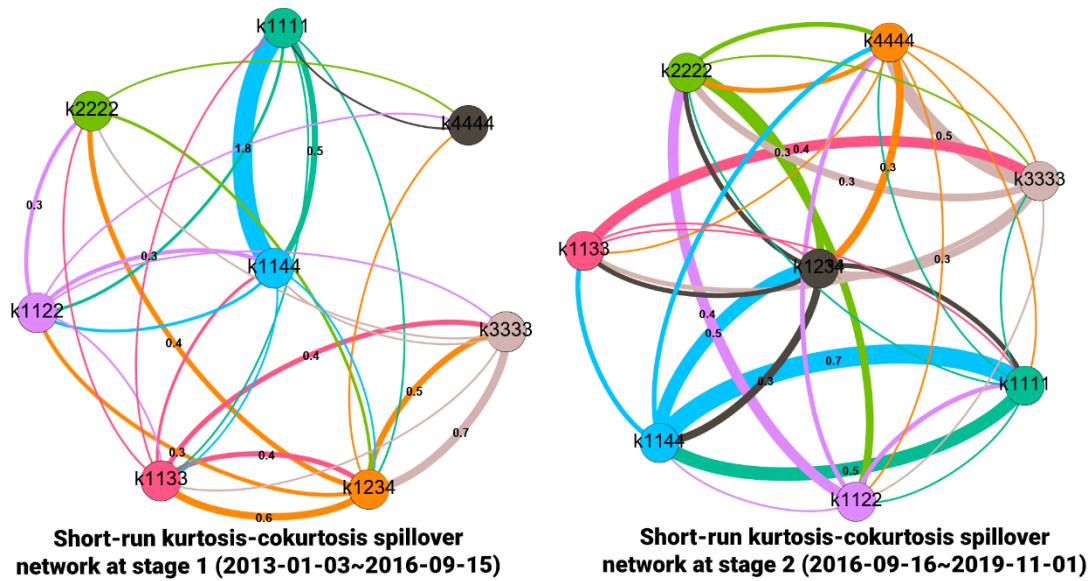 k1111
k2222
k4444
1.8
0.5
0.3
0.3
k1144
k1122
k3333
0.4
0.4
0.5
0.7
0.3
0.4
k1133
k1234
0.6
Short-run kurtosis-cokurtosis spillover
network at stage 1 (2013-01-03~2016-09-15)
k4444
k2222
0.5
0.3
0.4
0.3
0.3
k3333
k1133
k1234
0.3
0.4
0.5
0.7
0.3
k1111
k1144
0.5
k1122
Short-run kurtosis-cokurtosis spillover
network at stage 2 (2016-09-16~2019-11-01)